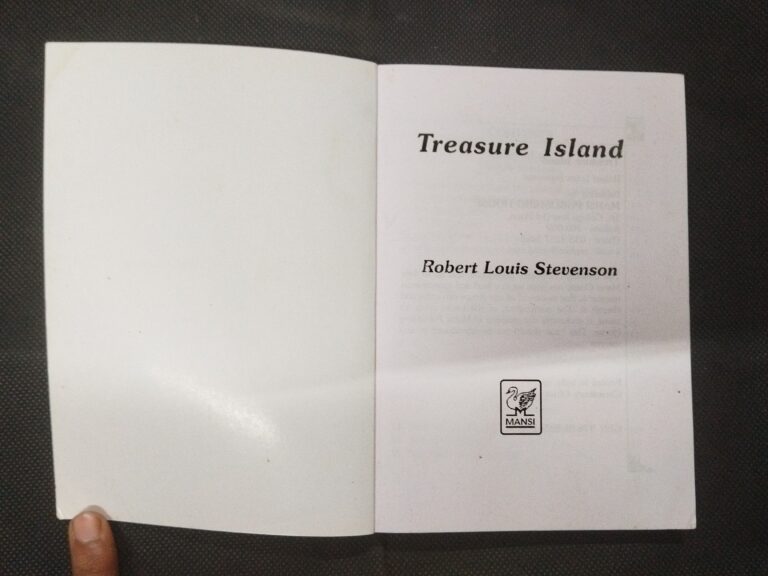 Treasure Island
Robert Louis Stevenson
MANSI